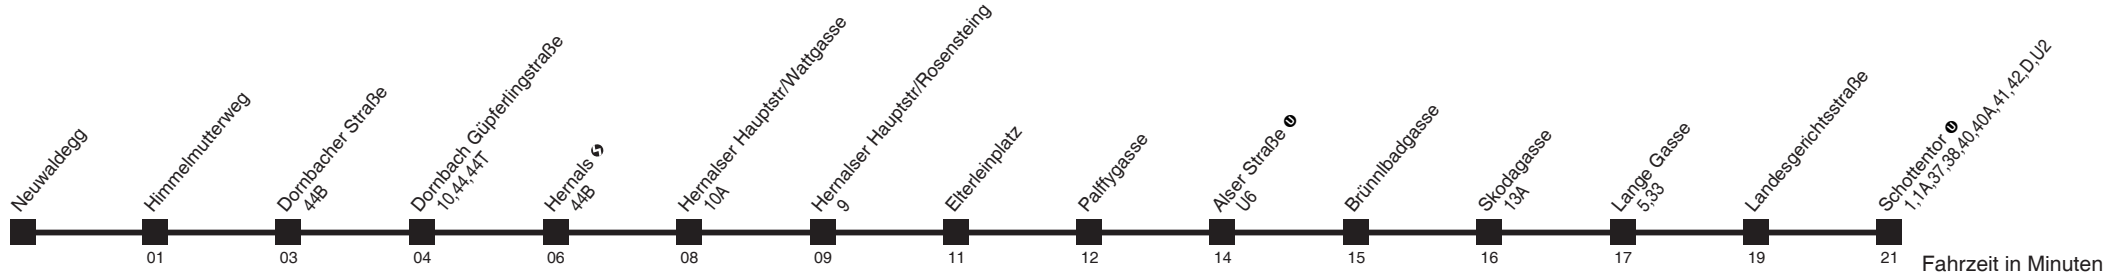 Neuwaldegg
Himmelmutterweg
Dornbacher Straße
44B
Dornbach Güpferlingstraße
10,44,44T
Hernals S
44B
Hernalser Hauptstr/Wattgasse
10A
Hernalser Hauptstr/Rosensteing
9
Elterleinplatz
Palffygasse
Alser Straße U
U6
Brünnlbadgasse
Skodagasse
13A
Lange Gasse
5,33
Landesgerichtsstraße
Schottentor U
1,1A,37,38,40,40A,41,42,D,U2
01 03 04 06 08 09 11 12 14 15 16 17 19 21 Fahrzeit in Minuten